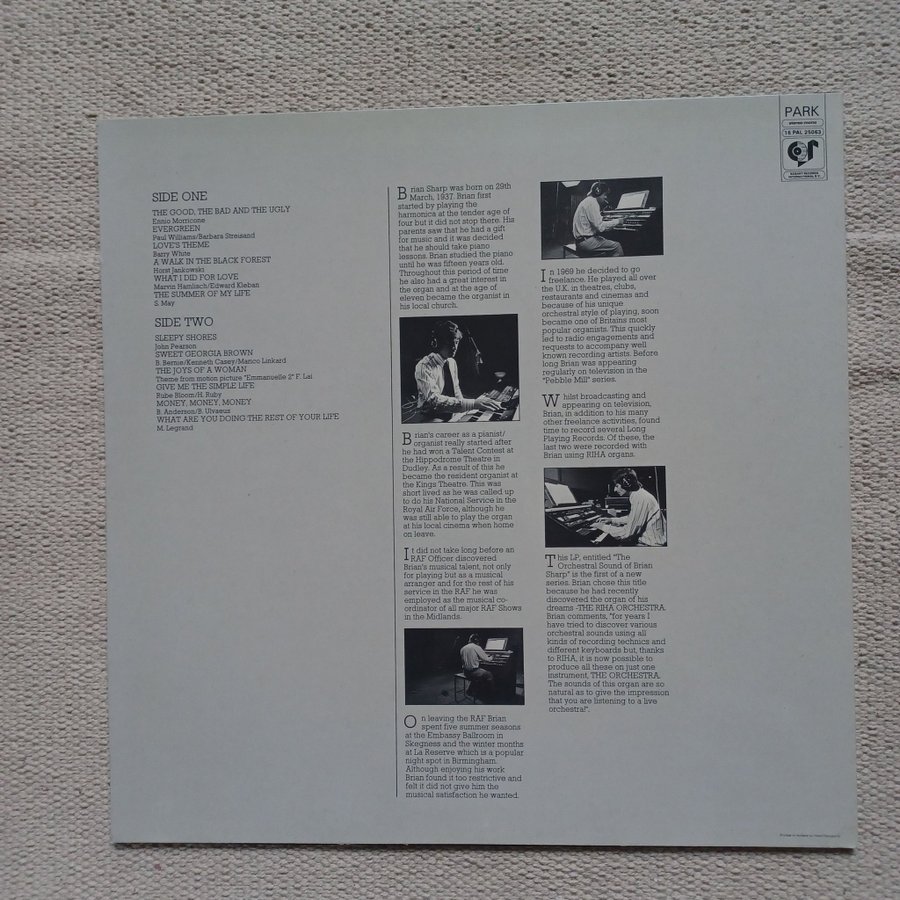 PARK
stereo mono
16 PAL 25083
SIDE ONE
THE GOOD, THE BAD AND THE UGLY
Ennio Morricone
EVERGREEN
Paul Williams/Barbara Streisand
LOVE'S THEME
Barry White
A WALK IN THE BLACK FOREST
Horst Jankowski
WHAT I DID FOR LOVE
Marvin Hamlisch/Edward Kleban
THE SUMMER OF MY LIFE
S. May
SIDE TWO
SLEEPY SHORES
John Pearson
SWEET GEORGIA BROWN
B. Bernie/Kenneth Casey/Marico Linkard
THE JOYS OF A WOMAN
Theme from motion picture "Emmanuelle 2" F. Lai
GIVE ME THE SIMPLE LIFE
Rube Bloom/H. Ruby
MONEY, MONEY, MONEY
B. Anderson/B. Ulvaeus
WHAT ARE YOU DOING THE REST OF YOUR LIFE
M. Legrand
Brian Sharp was born on 29th
March, 1937. Brian first
started by playing the
harmonica at the tender age of
four but it did not stop there. His
parents saw that he had a gift
for music and it was decided
that he should take piano
lessons. Brian studied the piano
until he was fifteen years old.
Throughout this period of time
he also had a great interest in
the organ and at the age of
eleven became the organist in
his local church.
Brian's career as a pianist/
organist really started after
he had won a Talent Contest at
the Hippodrome Theatre in
Dudley. As a result of this he
became the resident organist at
the Kings Theatre. This was
short lived as he was called up
to do his National Service in the
Royal Air Force, although he
was still able to play the organ
at his local cinema when home
on leave.
It did not take long before an
RAF Officer discovered
Brian's musical talent, not only
for playing but as a musical
arranger and for the rest of his
service in the RAF he was
employed as the musical co-
ordinator of all major RAF Shows
in the Midlands.
On leaving the RAF Brian
spent five summer seasons
at the Embassy Ballroom in
Skegness and the winter months
at La Reserve which is a popular
night spot in Birmingham.
Although enjoying his work
Brian found it too restrictive and
felt it did not give him the
musical satisfaction he wanted.
In 1969 he decided to go
freelance. He played all over
the U.K. in theatres, clubs,
restaurants and cinemas and
because of his unique
orchestral style of playing, soon
became one of Britains most
popular organists. This quickly
led to radio engagements and
requests to accompany well
known recording artists. Before
long Brian was appearing
regularly on television in the
"Pebble Mill" series.
Whilst broadcasting and
appearing on television,
Brian, in addition to his many
other freelance activities, found
time to record several Long
Playing Records. Of these, the
last two were recorded with
Brian using RIHA organs.
This LP, entitled "The
Orchestral Sound of Brian
Sharp" is the first of a new
series. Brian chose this title
because he had recently
discovered the organ of his
dreams -THE RIHA ORCHESTRA.
Brian comments, "for years I
have tried to discover various
orchestral sounds using all
kinds of recording technics and
different keyboards but, thanks
to RIHA, it is now possible to
produce all these on just one
instrument, THE ORCHESTRA.
The sounds of this organ are so
natural as to give the impression
that you are listening to a live
orchestra!".